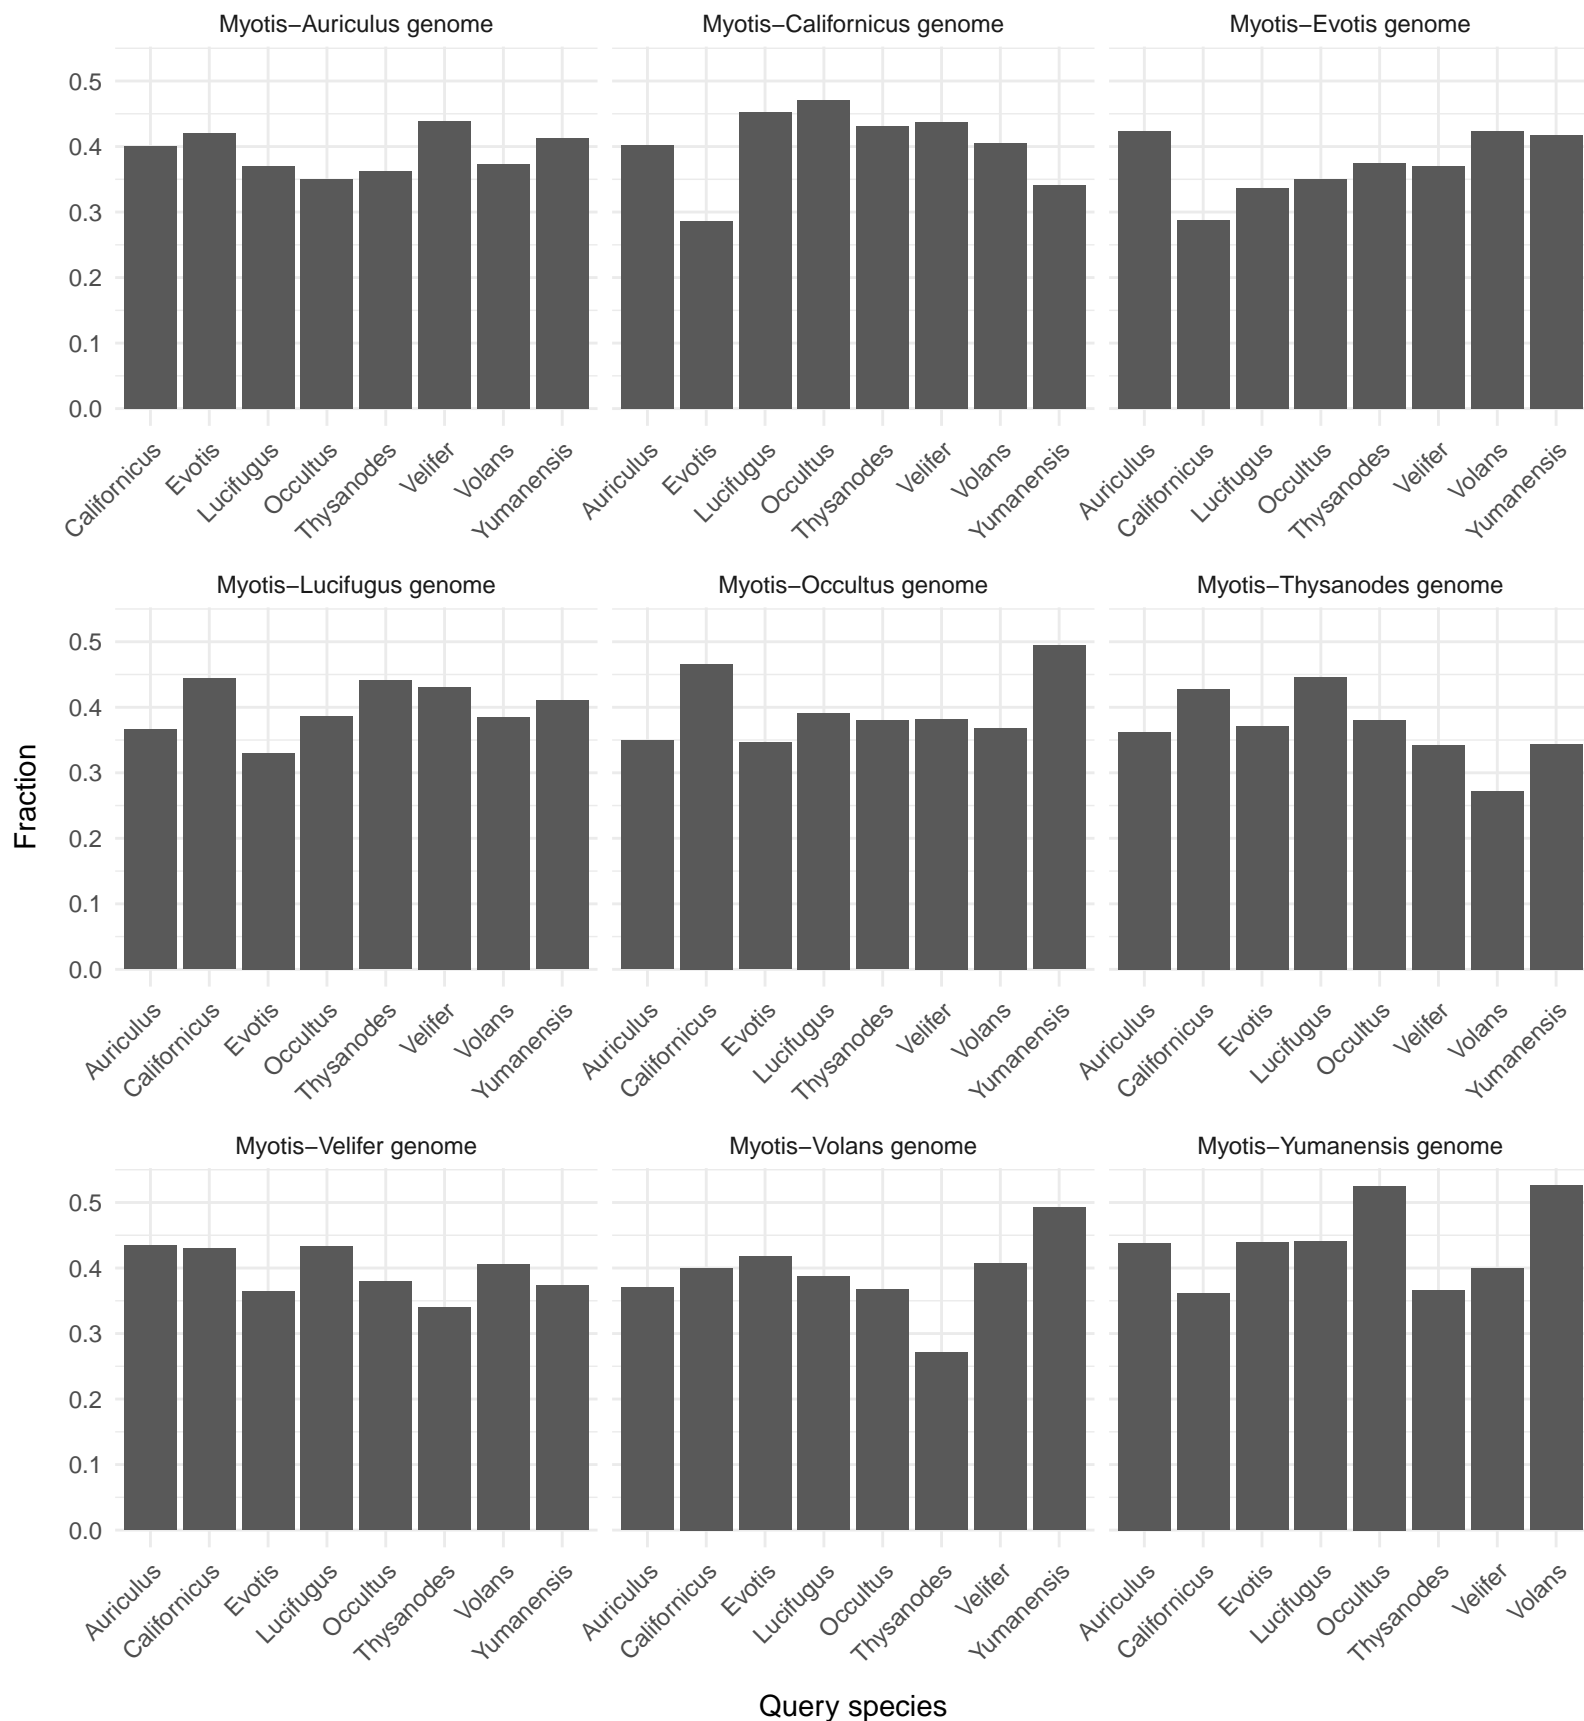 Myotis−Auriculus genome Myotis−Californicus genome Myotis−Evotis genome
0.5
0.4
0.3
0.2
0.1
0.0
Californicus Evotis Lucifugus Occultus Thysanodes Velifer Volans Yumanensis
Auriculus Evotis Lucifugus Occultus Thysanodes Velifer Volans Yumanensis
Auriculus Californicus Lucifugus Occultus Thysanodes Velifer Volans Yumanensis
Myotis−Lucifugus genome Myotis−Occultus genome Myotis−Thysanodes genome
Fraction
0.5
0.4
0.3
0.2
0.1
0.0
Auriculus Californicus Evotis Occultus Thysanodes Velifer Volans Yumanensis
Auriculus Californicus Evotis Lucifugus Thysanodes Velifer Volans Yumanensis
Auriculus Californicus Evotis Lucifugus Occultus Velifer Volans Yumanensis
Myotis−Velifer genome Myotis−Volans genome Myotis−Yumanensis genome
0.5
0.4
0.3
0.2
0.1
0.0
Auriculus Californicus Evotis Lucifugus Occultus Thysanodes Volans Yumanensis
Auriculus Californicus Evotis Lucifugus Occultus Thysanodes Velifer Yumanensis
Auriculus Californicus Evotis Lucifugus Occultus Thysanodes Velifer Volans
Query species